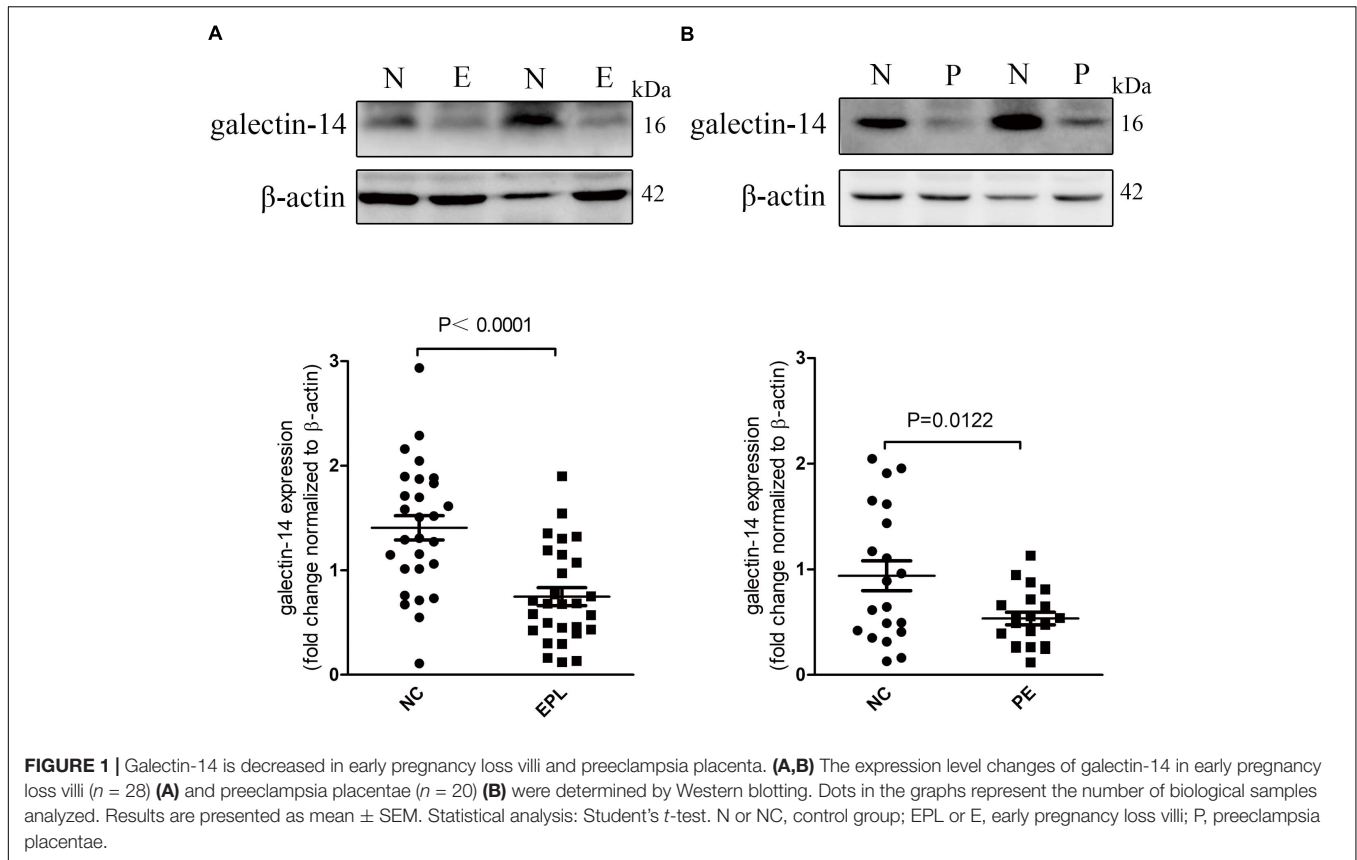 A
N E N E
kDa
galectin-14
16
β-actin
42
P< 0.0001
galectin-14 expression
(fold change normalized to β-actin)
3
2
1
0
NC
EPL
B
N P N P
kDa
galectin-14
16
β-actin
42
P=0.0122
galectin-14 expression
(fold change normalized to β-actin)
3
2
1
0
NC
PE
FIGURE 1 | Galectin-14 is decreased in early pregnancy loss villi and preeclampsia placenta. (A,B) The expression level changes of galectin-14 in early pregnancy
loss villi (n = 28) (A) and preeclampsia placentae (n = 20) (B) were determined by Western blotting. Dots in the graphs represent the number of biological samples
analyzed. Results are presented as mean ± SEM. Statistical analysis: Student's t-test. N or NC, control group; EPL or E, early pregnancy loss villi; P, preeclampsia
placentae.